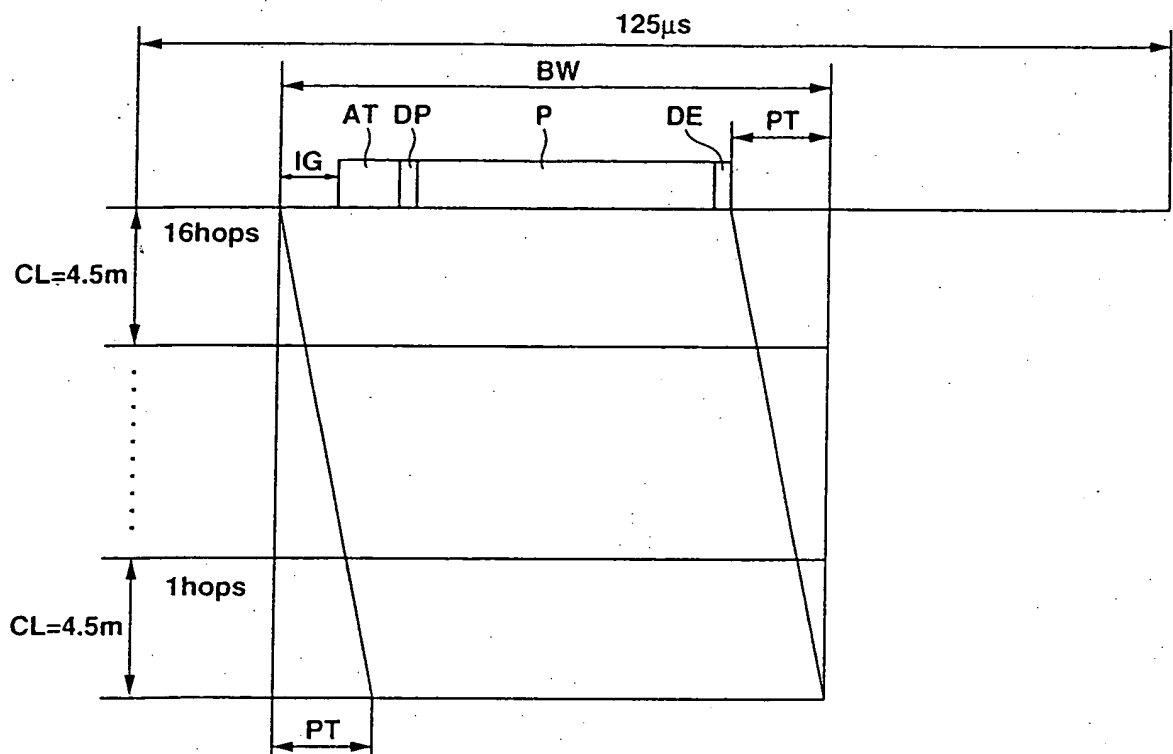 125μs
BW
AT DP P DE PT
IG
16hops
CL=4.5m
1hops
CL=4.5m
PT